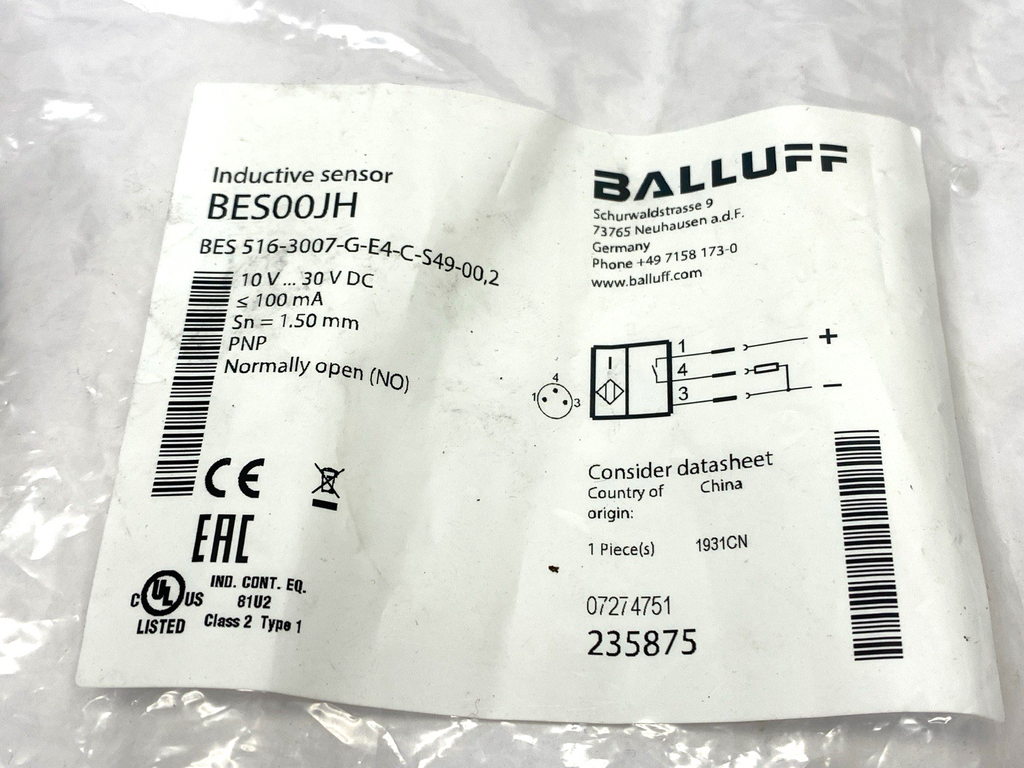 Inductive sensor
BES00JH
BES 516-3007-G-E4-C-S49-00,2
10 V ... 30 V DC
≤ 100 mA
Sn = 1.50 mm
PNP
Normally open (NO)
CE
EAC
C UL US
LISTED
IND. CONT. EQ.
81U2
Class 2 Type 1
BALLUFF
Schurwaldstrasse 9
73765 Neuhausen a.d.F.
Germany
Phone +49 7158 173-0
www.balluff.com
4
1 3
1 +
4
3 −
Consider datasheet
Country of China
origin:
1 Piece(s) 1931CN
07274751
235875